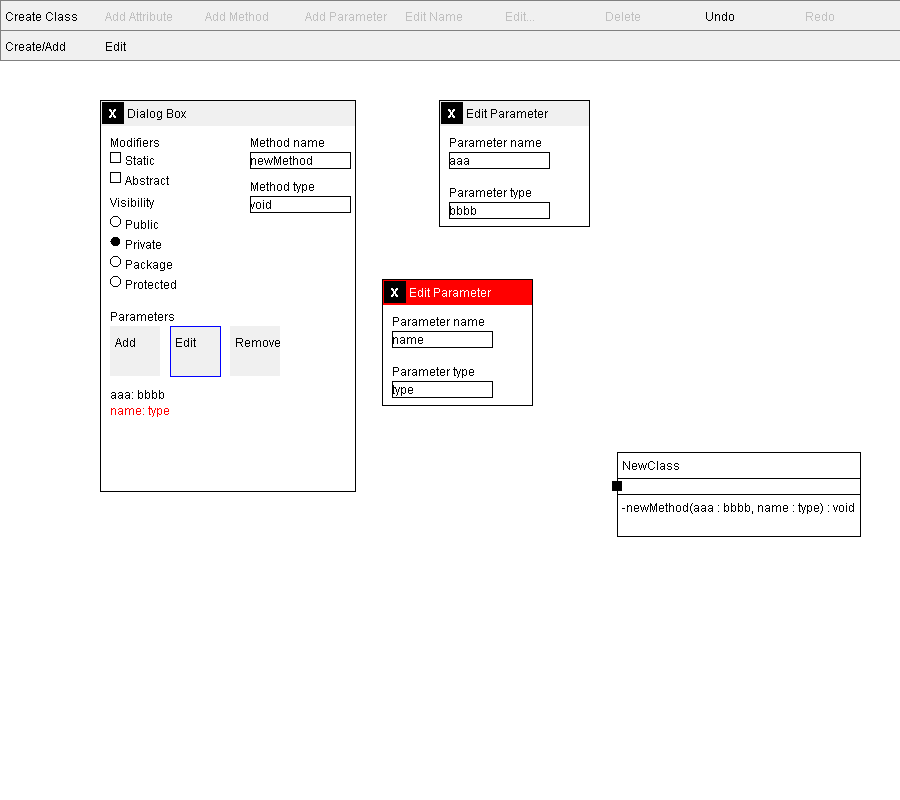 Create Class Add Attribute Add Method Add Parameter Edit Name Edit... Delete Undo Redo
Create/Add Edit
X Dialog Box
Modifiers
Static
Abstract
Visibility
Public
Private
Package
Protected
Method name
newMethod
Method type
void
Parameters
Add Edit Remove
aaa: bbbb
name: type
X Edit Parameter
Parameter name
aaa
Parameter type
bbbb
X Edit Parameter
Parameter name
name
Parameter type
type
NewClass
-newMethod(aaa : bbbb, name : type) : void